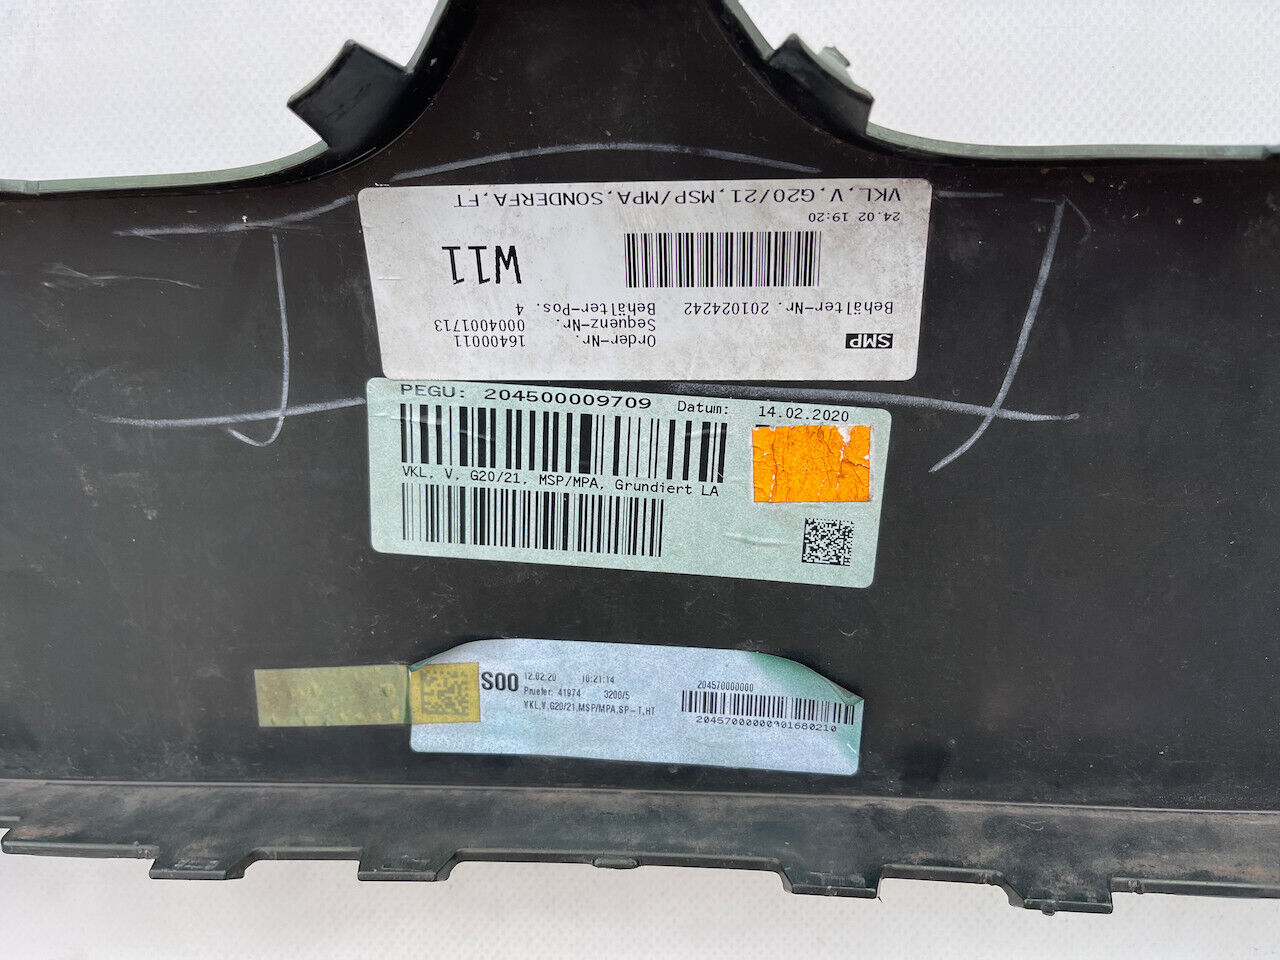 VKL,V,G20/21,MSP/MPA,SONDERFA,FT
24.02 19:20
W11
Behälter-Nr. 201024242
Behälter-Pos. 4
Sequenz-Nr. 0004001713
Order-Nr. 16400011
SMP
PEGU: 204500009709 Datum: 14.02.2020
VKL, V, G20/21, MSP/MPA, Grundiert LA
S00 12.02.20 10:21:14
Pruefer: 41974 3200/5
VKL,V,G20/21,MSP/MPA,SP-T,HT
204570000000